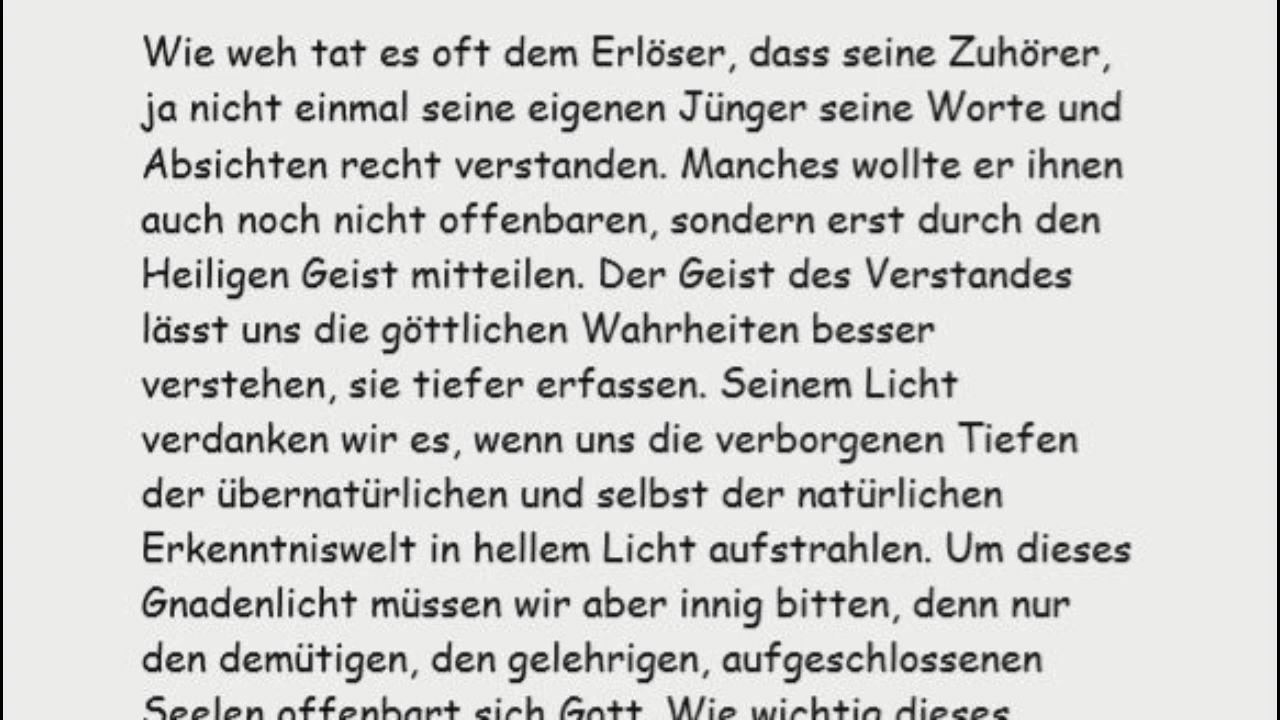 Wie weh tat es oft dem Erlöser, dass seine Zuhörer,
ja nicht einmal seine eigenen Jünger seine Worte und
Absichten recht verstanden. Manches wollte er ihnen
auch noch nicht offenbaren, sondern erst durch den
Heiligen Geist mitteilen. Der Geist des Verstandes
lässt uns die göttlichen Wahrheiten besser
verstehen, sie tiefer erfassen. Seinem Licht
verdanken wir es, wenn uns die verborgenen Tiefen
der übernatürlichen und selbst der natürlichen
Erkenntniswelt in hellem Licht aufstrahlen. Um dieses
Gnadenlicht müssen wir aber innig bitten, denn nur
den demütigen, den gelehrigen, aufgeschlossenen
Seelen offenbart sich Gott. Wie wichtig dieses